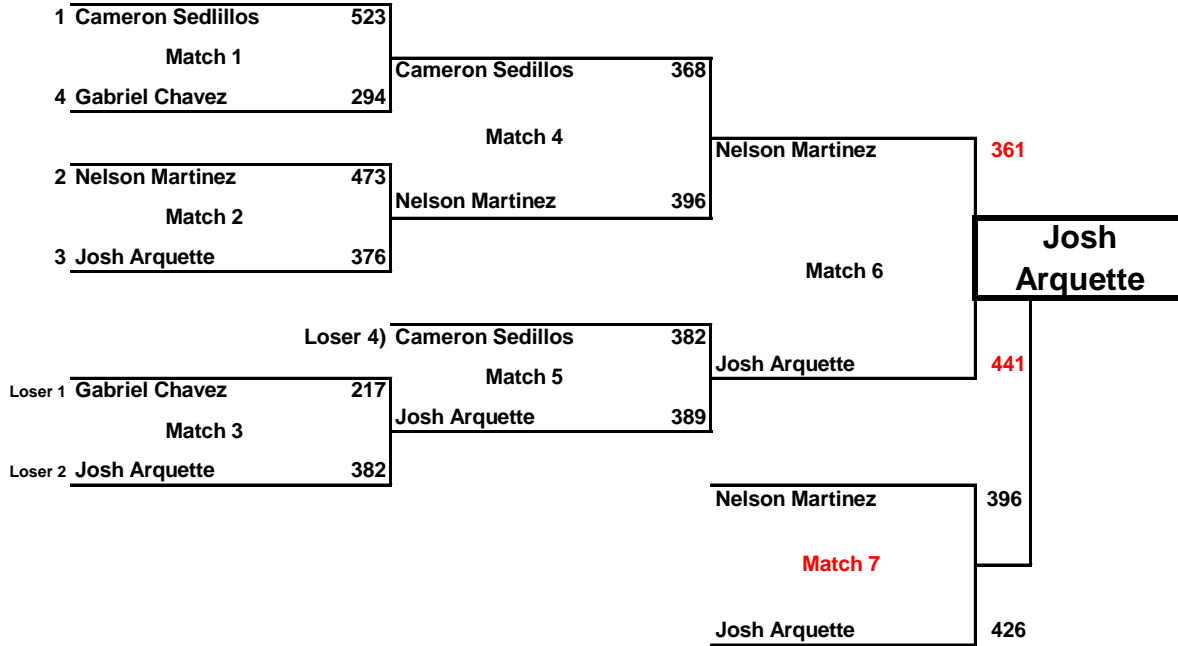 1 Cameron Sedlillos 523
Match 1
4 Gabriel Chavez 294
2 Nelson Martinez 473
Match 2
3 Josh Arquette 376
Loser 1 Gabriel Chavez 217
Match 3
Loser 2 Josh Arquette 382
Cameron Sedillos 368
Match 4
Nelson Martinez 396
Loser 4) Cameron Sedillos 382
Match 5
Josh Arquette 389
Nelson Martinez 361
Match 6
Josh Arquette 441
Nelson Martinez 396
Match 7
Josh Arquette 426
Josh
Arquette